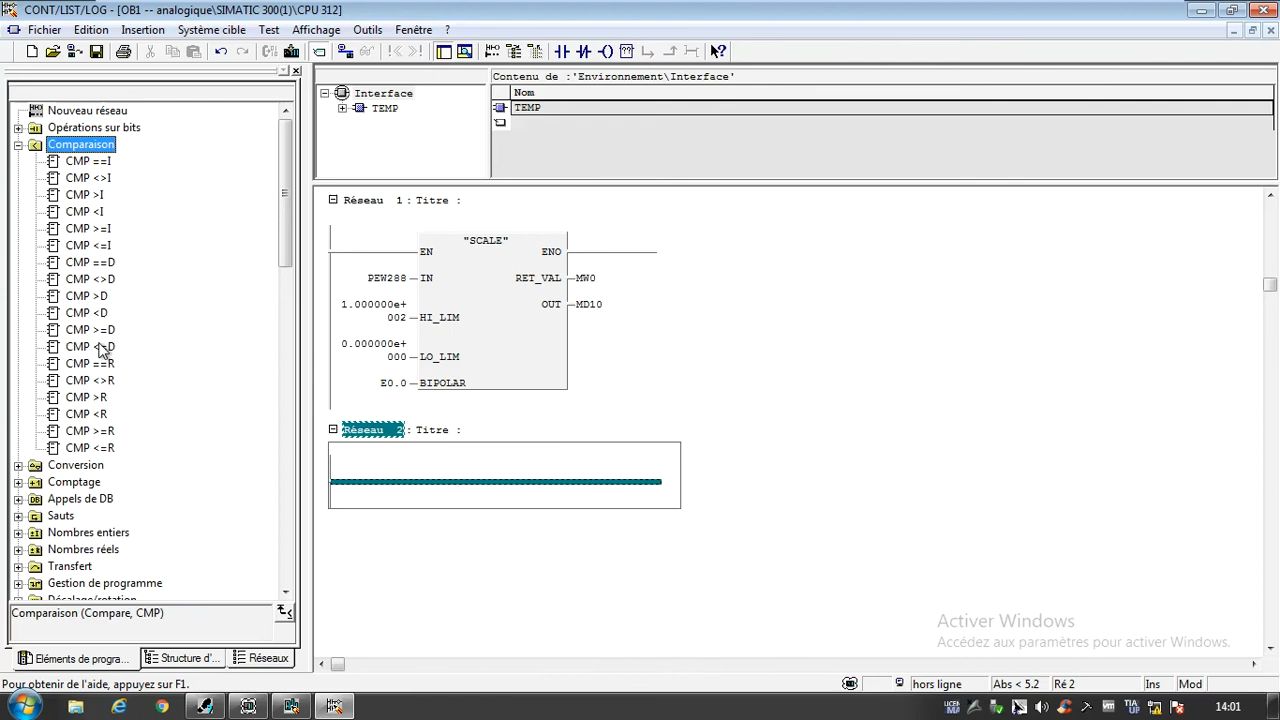 CONT/LIST/LOG - [OB1 -- analogique\SIMATIC 300(1)\CPU 312]
Fichier Edition Insertion Système cible Test Affichage Outils Fenêtre ?
Nouveau réseau
Opérations sur bits
Comparaison
CMP ==I
CMP <>I
CMP >I
CMP <I
CMP >=I
CMP <=I
CMP ==D
CMP <>D
CMP >D
CMP <D
CMP >=D
CMP <=D
CMP ==R
CMP <>R
CMP >R
CMP <R
CMP >=R
CMP <=R
Conversion
Comptage
Appels de DB
Sauts
Nombres entiers
Nombres réels
Transfert
Gestion de programme
Décalage/rotation
Comparaison (Compare, CMP)
Eléments de progra...
Structure d'...
Réseaux
Interface
TEMP
Contenu de :'Environnement\Interface'
Nom
TEMP
Réseau 1 : Titre :
"SCALE"
EN ENO
PEW288 IN RET_VAL MW0
1.000000e+ OUT MD10
002 HI_LIM
0.000000e+
000 LO_LIM
E0.0 BIPOLAR
Réseau 2 : Titre :
Activer Windows
Accédez aux paramètres pour activer Windows.
Pour obtenir de l'aide, appuyez sur F1.
hors ligne Abs < 5.2 Ré 2 Ins Mod
14:01